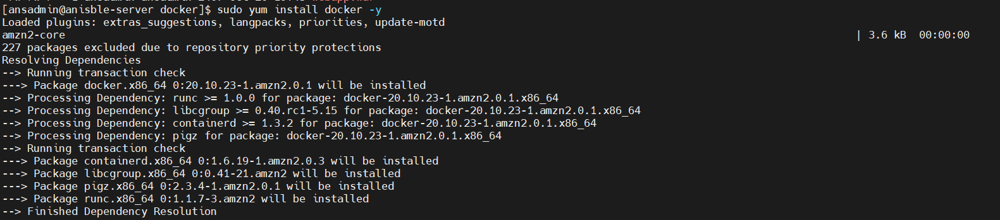 [ansadmin@anisble-server docker]$ sudo yum install docker -y
Loaded plugins: extras_suggestions, langpacks, priorities, update-motd
amzn2-core | 3.6 kB 00:00:00
227 packages excluded due to repository priority protections
Resolving Dependencies
--> Running transaction check
---> Package docker.x86_64 0:20.10.23-1.amzn2.0.1 will be installed
--> Processing Dependency: runc >= 1.0.0 for package: docker-20.10.23-1.amzn2.0.1.x86_64
--> Processing Dependency: libcgroup >= 0.40.rc1-5.15 for package: docker-20.10.23-1.amzn2.0.1.x86_64
--> Processing Dependency: containerd >= 1.3.2 for package: docker-20.10.23-1.amzn2.0.1.x86_64
--> Processing Dependency: pigz for package: docker-20.10.23-1.amzn2.0.1.x86_64
--> Running transaction check
---> Package containerd.x86_64 0:1.6.19-1.amzn2.0.3 will be installed
---> Package libcgroup.x86_64 0:0.41-21.amzn2 will be installed
---> Package pigz.x86_64 0:2.3.4-1.amzn2.0.1 will be installed
---> Package runc.x86_64 0:1.1.7-3.amzn2 will be installed
--> Finished Dependency Resolution